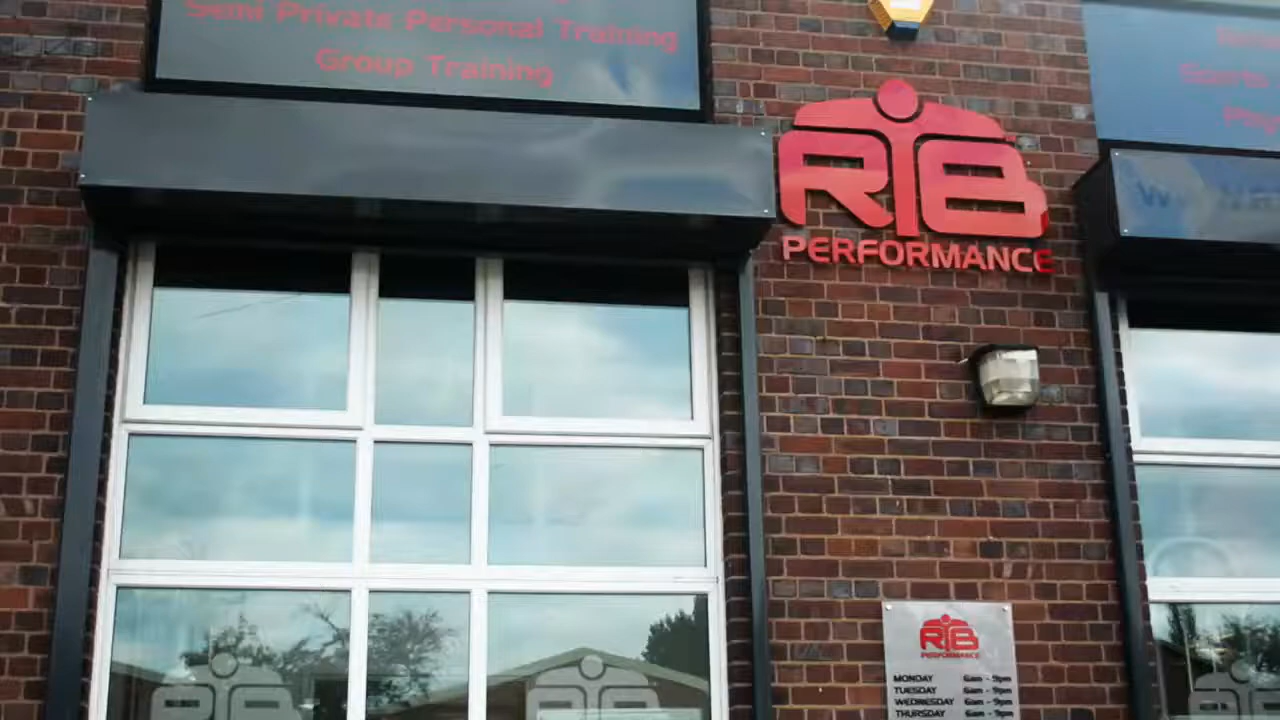 Semi Private Personal Training
Group Training
RTB
PERFORMANCE
Sports
RTB
PERFORMANCE
MONDAY 6am - 9pm
TUESDAY 6am - 9pm
WEDNESDAY 6am - 9pm
THURSDAY 6am - 9pm